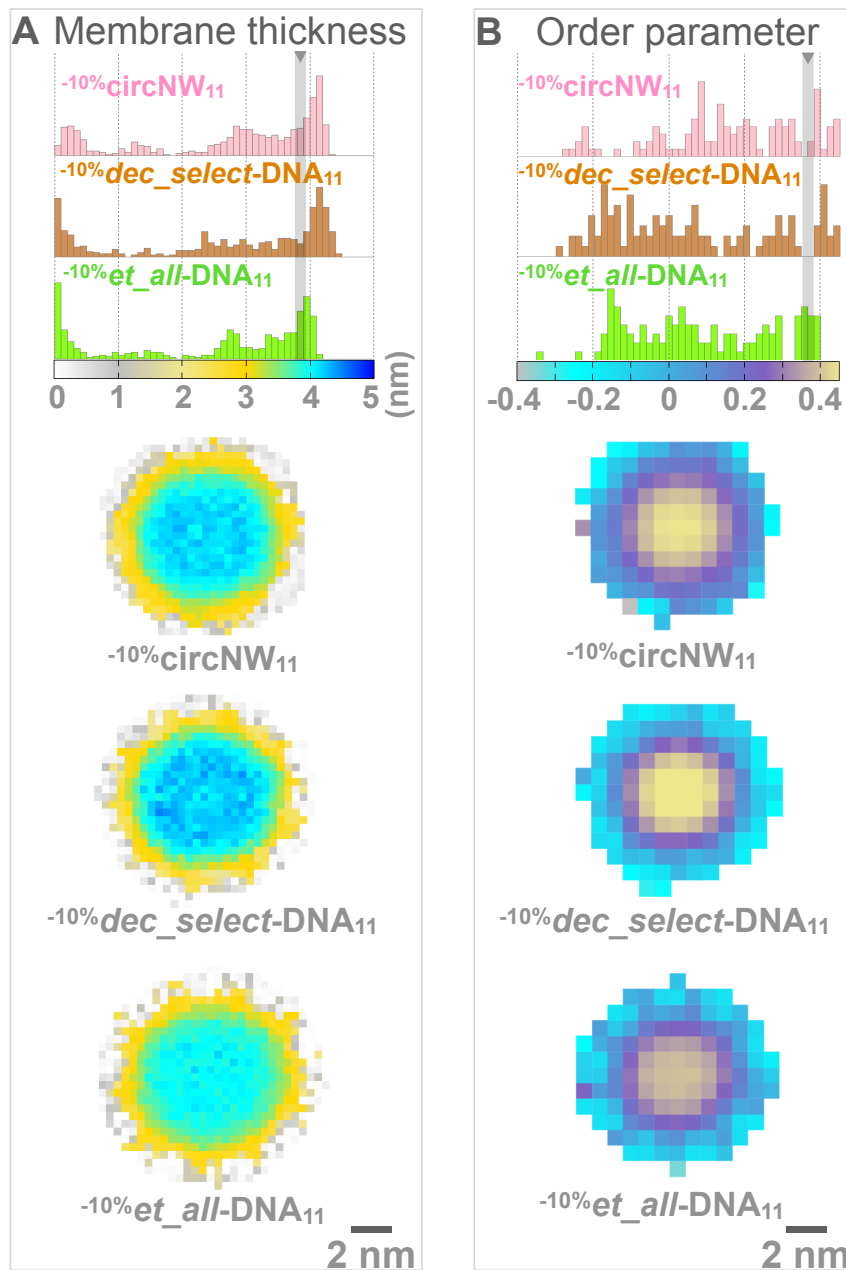 A Membrane thickness
-10%circNW11
-10%dec_select-DNA11
-10%et_all-DNA11
0 1 2 3 4 5 (nm)
-10%circNW11
-10%dec_select-DNA11
-10%et_all-DNA11
2 nm
B Order parameter
-10%circNW11
-10%dec_select-DNA11
-10%et_all-DNA11
-0.4 -0.2 0 0.2 0.4
-10%circNW11
-10%dec_select-DNA11
-10%et_all-DNA11
2 nm